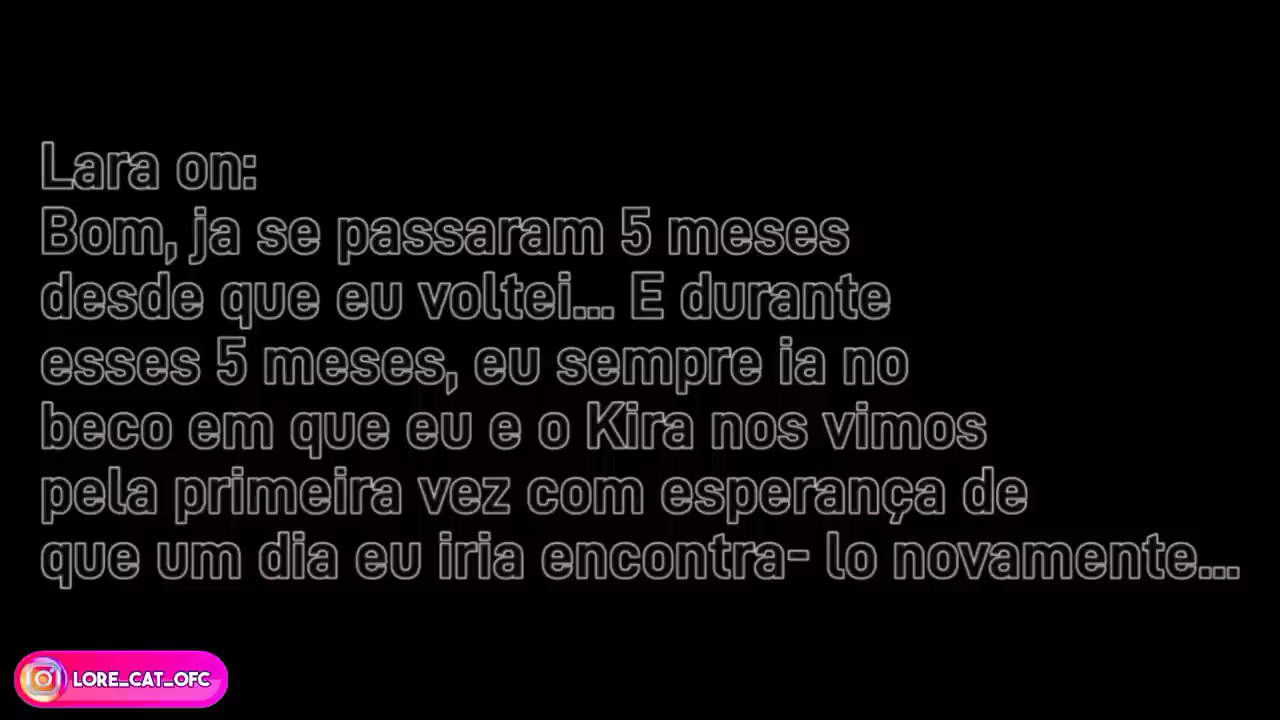 Lara on:
Bom, ja se passaram 5 meses
desde que eu voltei... E durante
esses 5 meses, eu sempre ia no
beco em que eu e o Kira nos vimos
pela primeira vez com esperança de
que um dia eu iria encontra- lo novamente...
LORE_CAT_OFC